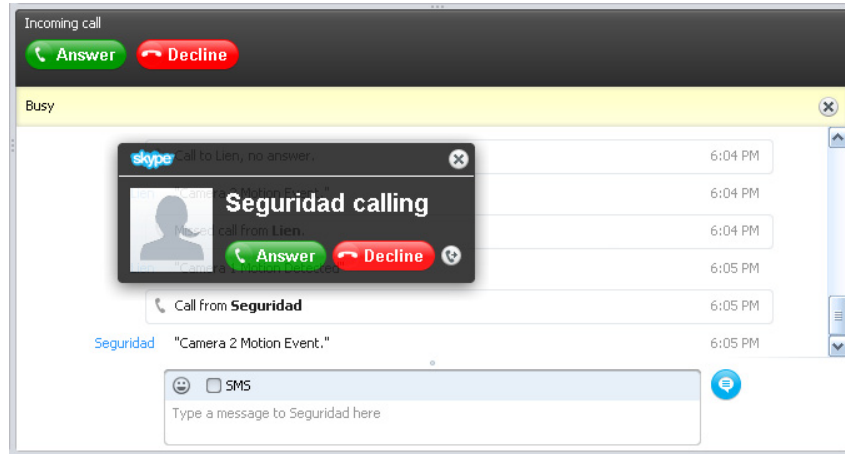 Incoming call
Answer Decline
Busy
Call to Lien, no answer. 6:04 PM
Lien "Camera 2 Motion Event." 6:04 PM
Missed call from Lien. 6:04 PM
Lien "Camera 1 Motion Detected" 6:05 PM
skype
Seguridad calling
Answer Decline
Call from Seguridad 6:05 PM
Seguridad "Camera 2 Motion Event." 6:05 PM
SMS
Type a message to Seguridad here